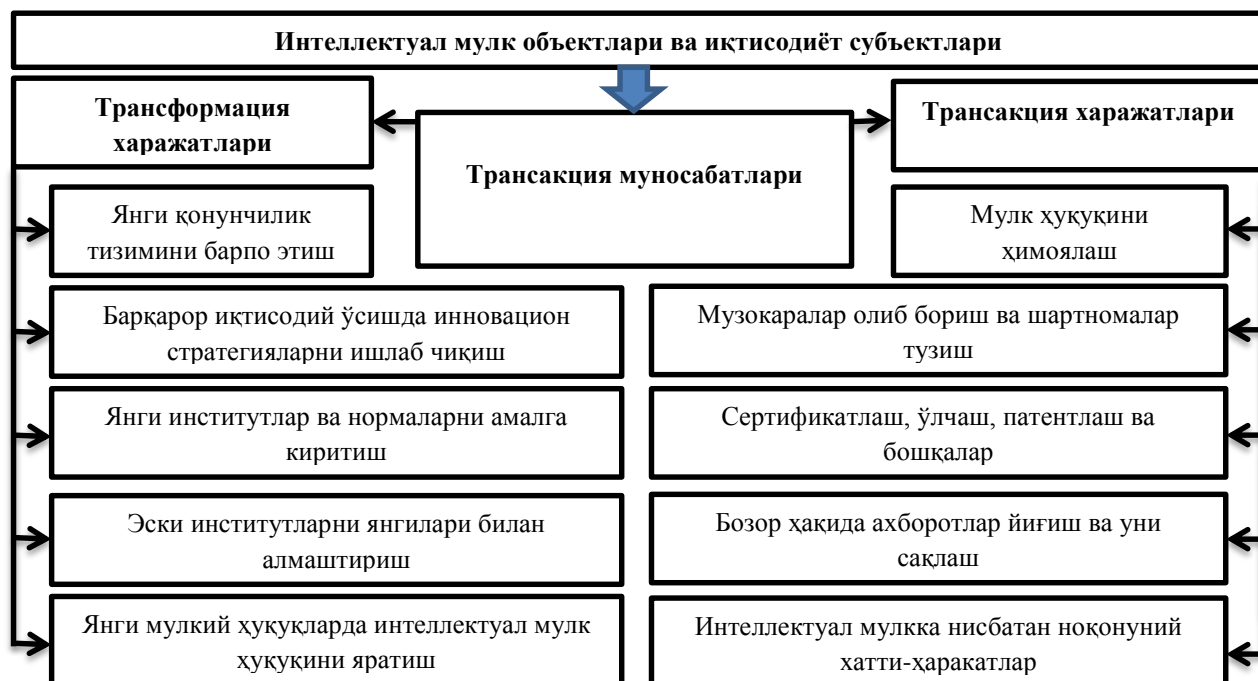 Интеллектуал мулк объектлари ва иқтисодиёт субъектлари
Трансформация
харажатлари
Трансакция муносабатлари
Трансакция харажатлари
Янги қонунчилик
тизимини барпо этиш
Мулк ҳуқуқини
ҳимоялаш
Барқарор иқтисодий ўсишда инновацион
стратегияларни ишлаб чиқиш
Музокаралар олиб бориш ва шартномалар
тузиш
Янги институтлар ва нормаларни амалга
киритиш
Сертификатлаш, ўлчаш, патентлаш ва
бошқалар
Эски институтларни янгилари билан
алмаштириш
Бозор ҳақида ахборотлар йиғиш ва уни
сақлаш
Янги мулкий ҳуқуқларда интеллектуал мулк
ҳуқуқини яратиш
Интеллектуал мулкка нисбатан ноқонуний
хатти-ҳаракатлар